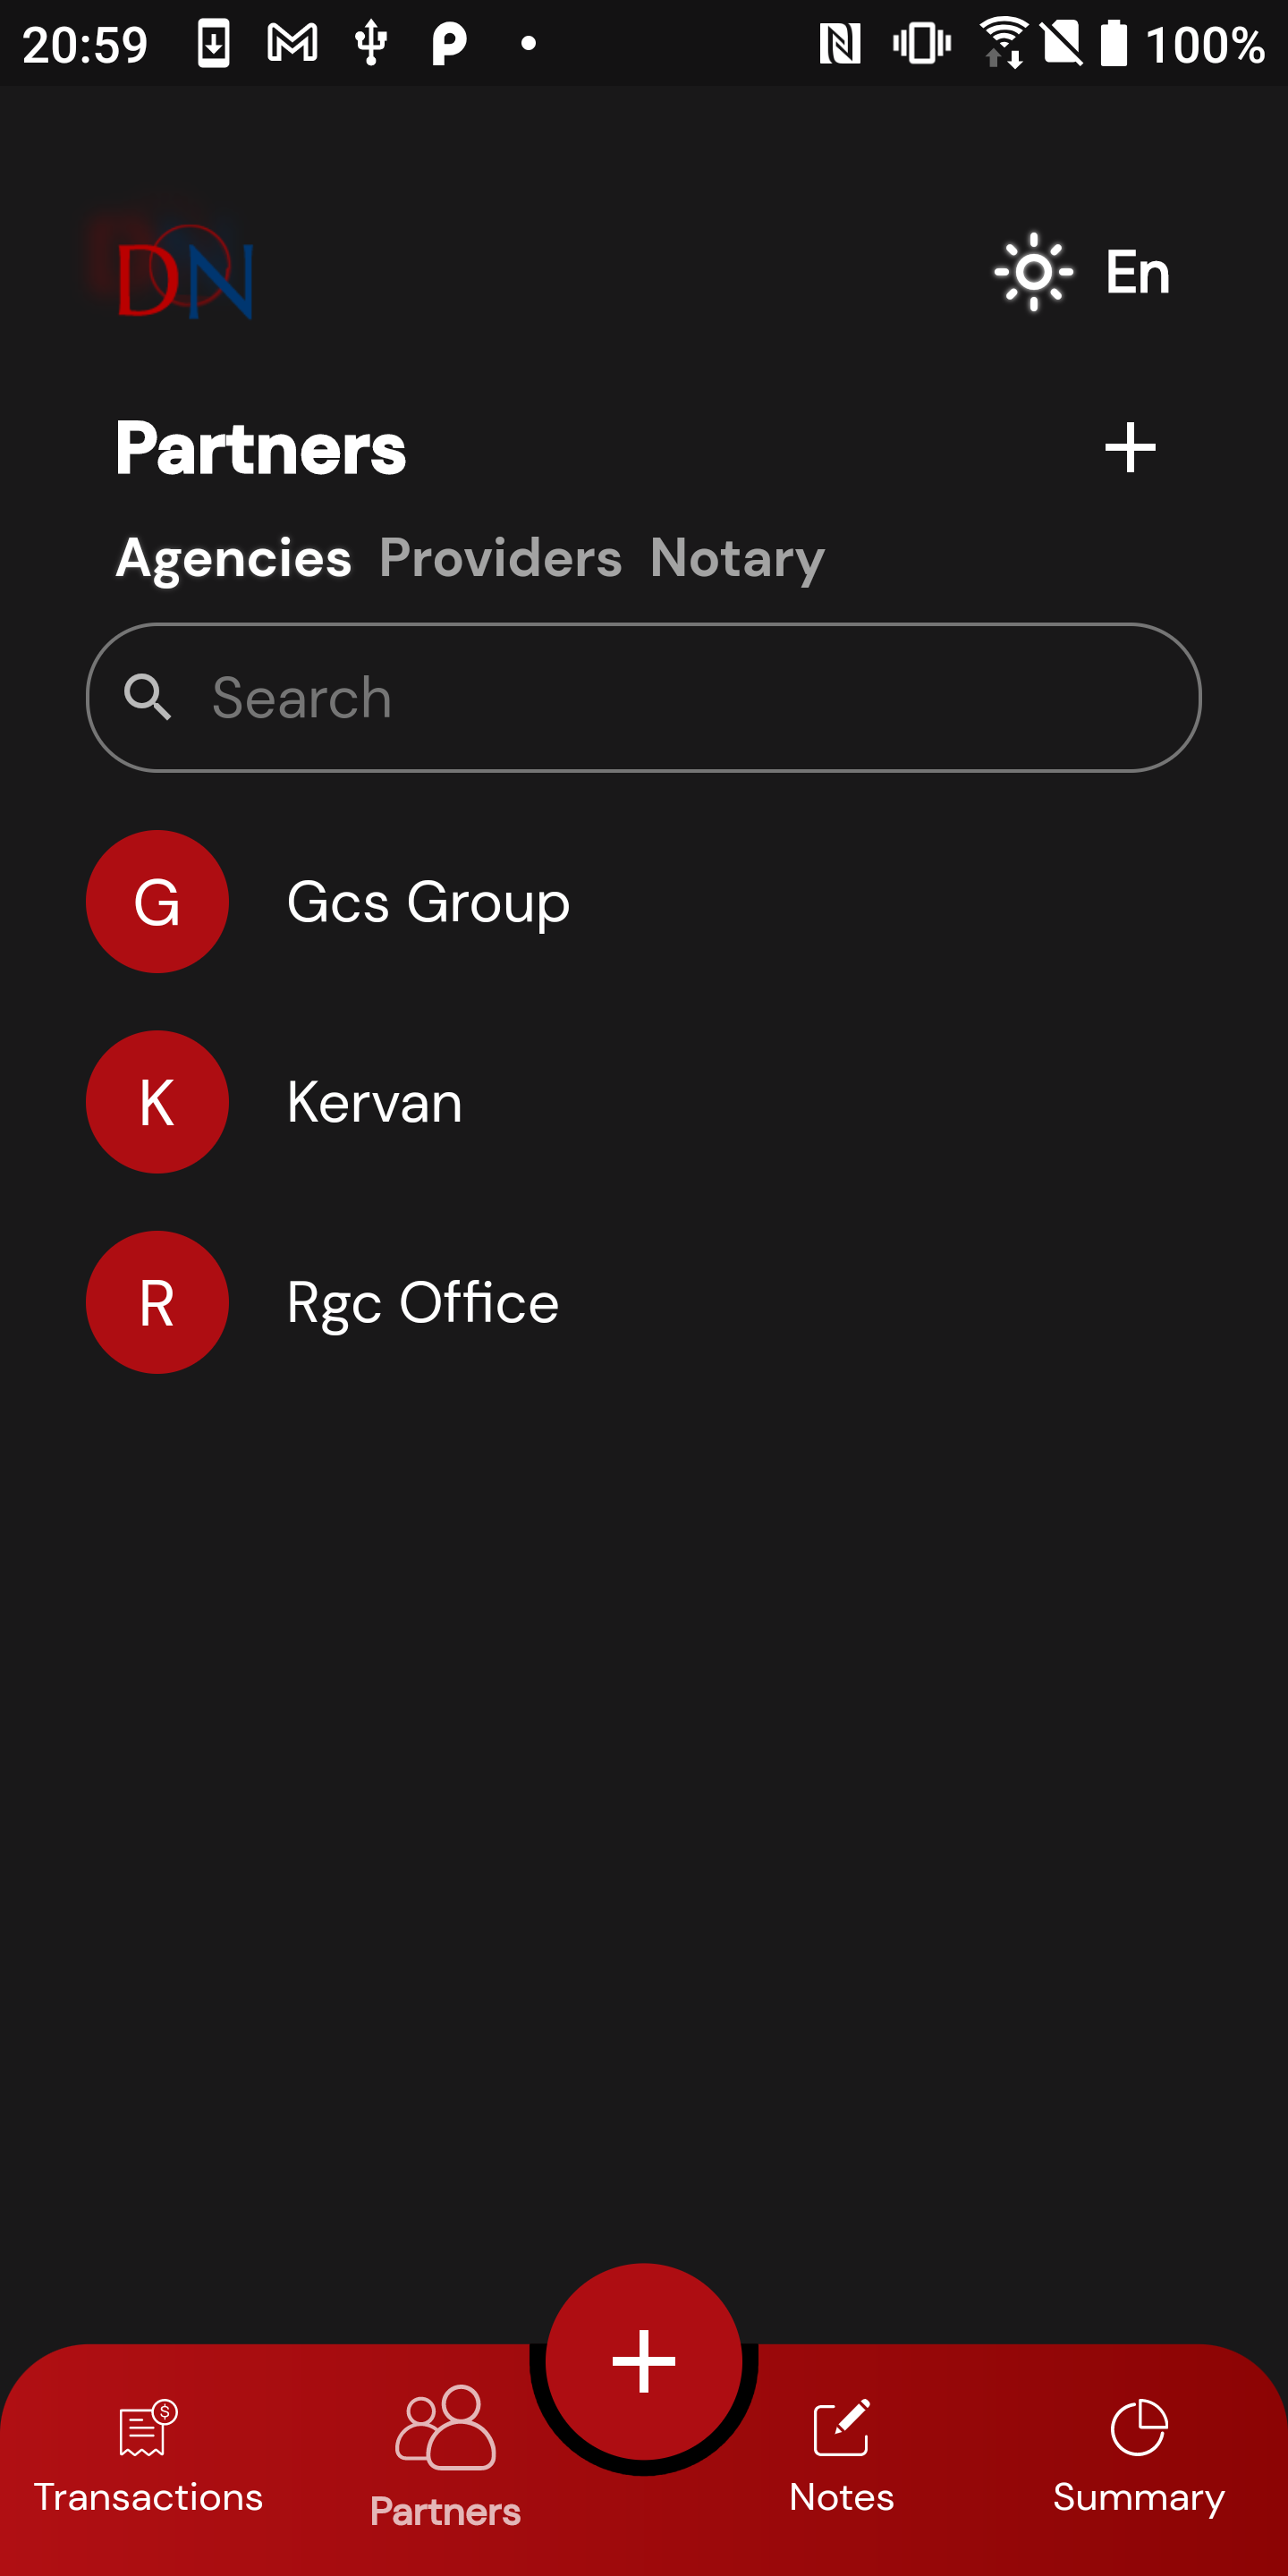 20:59 100%
DN
En
Partners
Agencies Providers Notary
Search
G Gcs Group
K Kervan
R Rgc Office
$
Transactions Partners Notes Summary